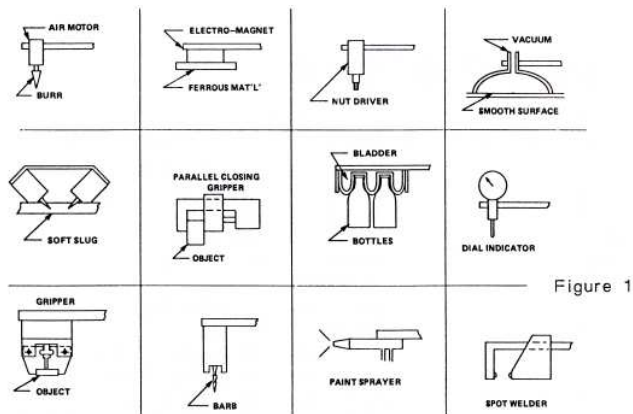 AIR MOTOR
BURR
ELECTRO-MAGNET
FERROUS MAT'L'
NUT DRIVER
VACUUM
SMOOTH SURFACE
SOFT SLUG
PARALLEL CLOSING
GRIPPER
OBJECT
BLADDER
BOTTLES
DIAL INDICATOR
Figure 1
GRIPPER
OBJECT
BARB
PAINT SPRAYER
SPOT WELDER